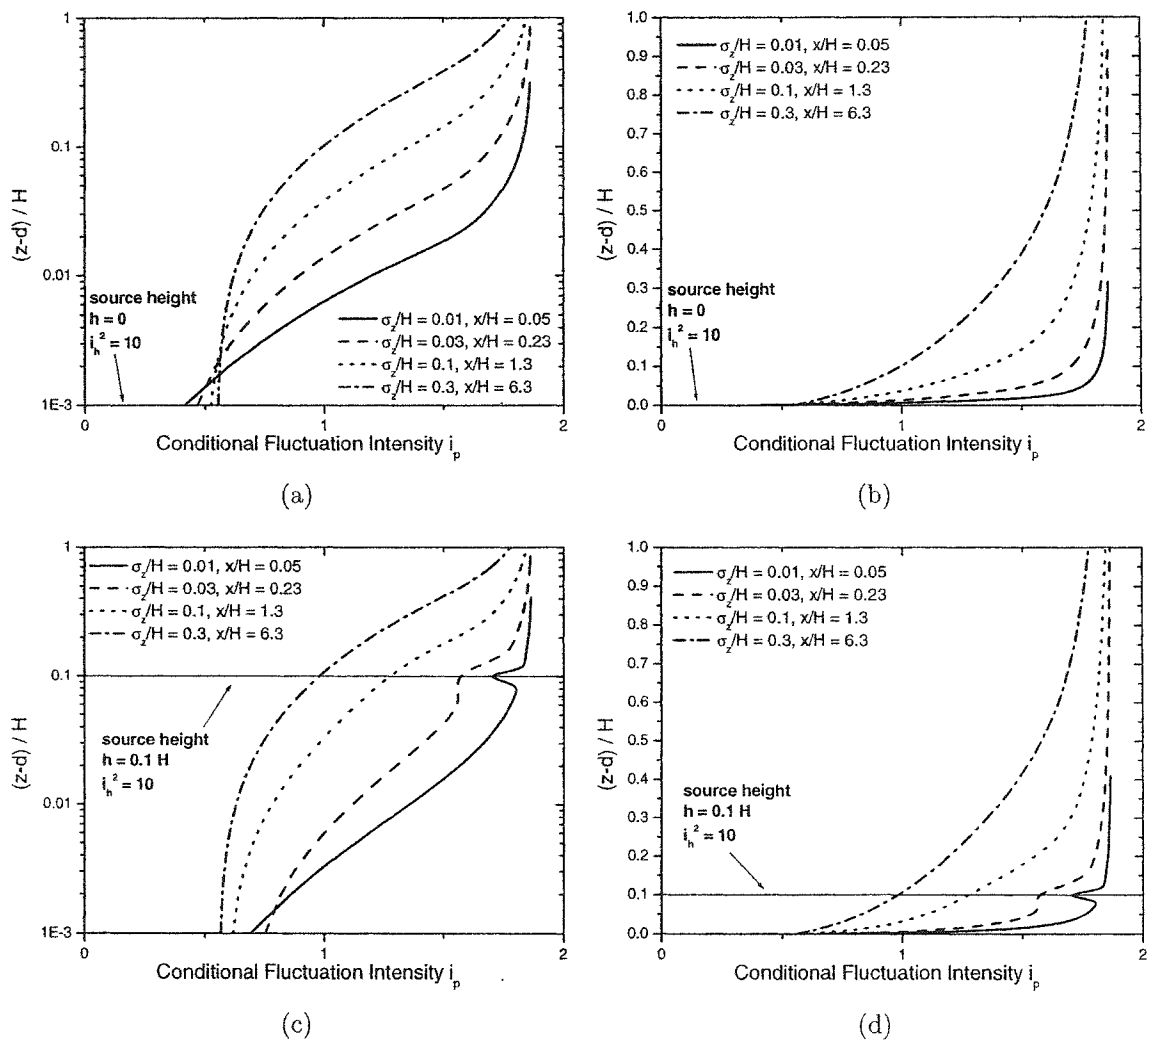 1
0.1
0.01
1E-3
(z-d) / H
source height
h = 0
i_h^2 = 10
σ_z/H = 0.01, x/H = 0.05
σ_z/H = 0.03, x/H = 0.23
σ_z/H = 0.1, x/H = 1.3
σ_z/H = 0.3, x/H = 6.3
0 1 2
Conditional Fluctuation Intensity i_p
(a)
1.0
0.9
0.8
0.7
0.6
0.5
0.4
0.3
0.2
0.1
0.0
(z-d) / H
σ_z/H = 0.01, x/H = 0.05
σ_z/H = 0.03, x/H = 0.23
σ_z/H = 0.1, x/H = 1.3
σ_z/H = 0.3, x/H = 6.3
source height
h = 0
i_h^2 = 10
0 1 2
Conditional Fluctuation Intensity i_p
(b)
1
0.1
0.01
1E-3
(z-d) / H
σ_z/H = 0.01, x/H = 0.05
σ_z/H = 0.03, x/H = 0.23
σ_z/H = 0.1, x/H = 1.3
σ_z/H = 0.3, x/H = 6.3
source height
h = 0.1 H
i_h^2 = 10
0 1 2
Conditional Fluctuation Intensity i_p
(c)
1.0
0.9
0.8
0.7
0.6
0.5
0.4
0.3
0.2
0.1
0.0
(z-d) / H
σ_z/H = 0.01, x/H = 0.05
σ_z/H = 0.03, x/H = 0.23
σ_z/H = 0.1, x/H = 1.3
σ_z/H = 0.3, x/H = 6.3
source height
h = 0.1 H
i_h^2 = 10
0 1 2
Conditional Fluctuation Intensity i_p
(d)